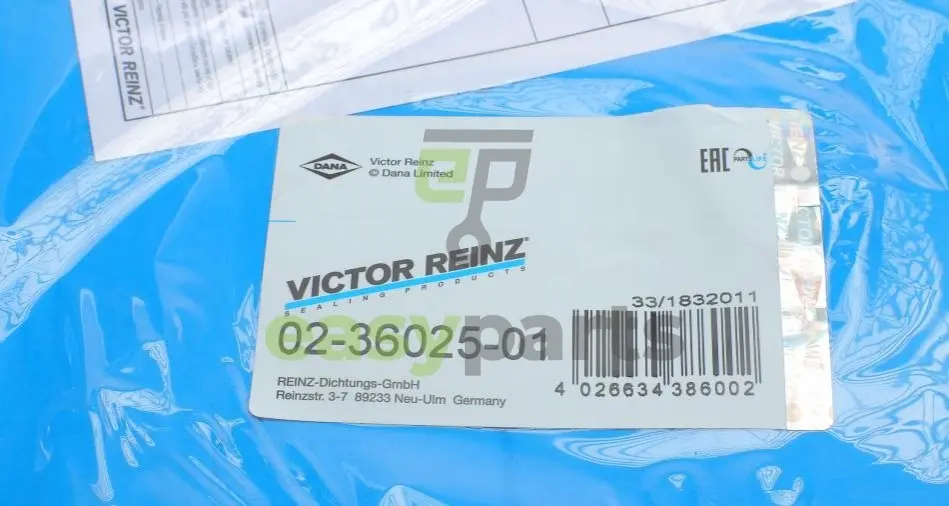 VICTOR REINZ®
DANA
Victor Reinz
© Dana Limited
EAC
PARTSLIFE
VICTOR REINZ®
SEALING PRODUCTS
33/1832011
02-36025-01
easyparts
4 026634 386002
REINZ-Dichtungs-GmbH
Reinzstr. 3-7 89233 Neu-Ulm Germany